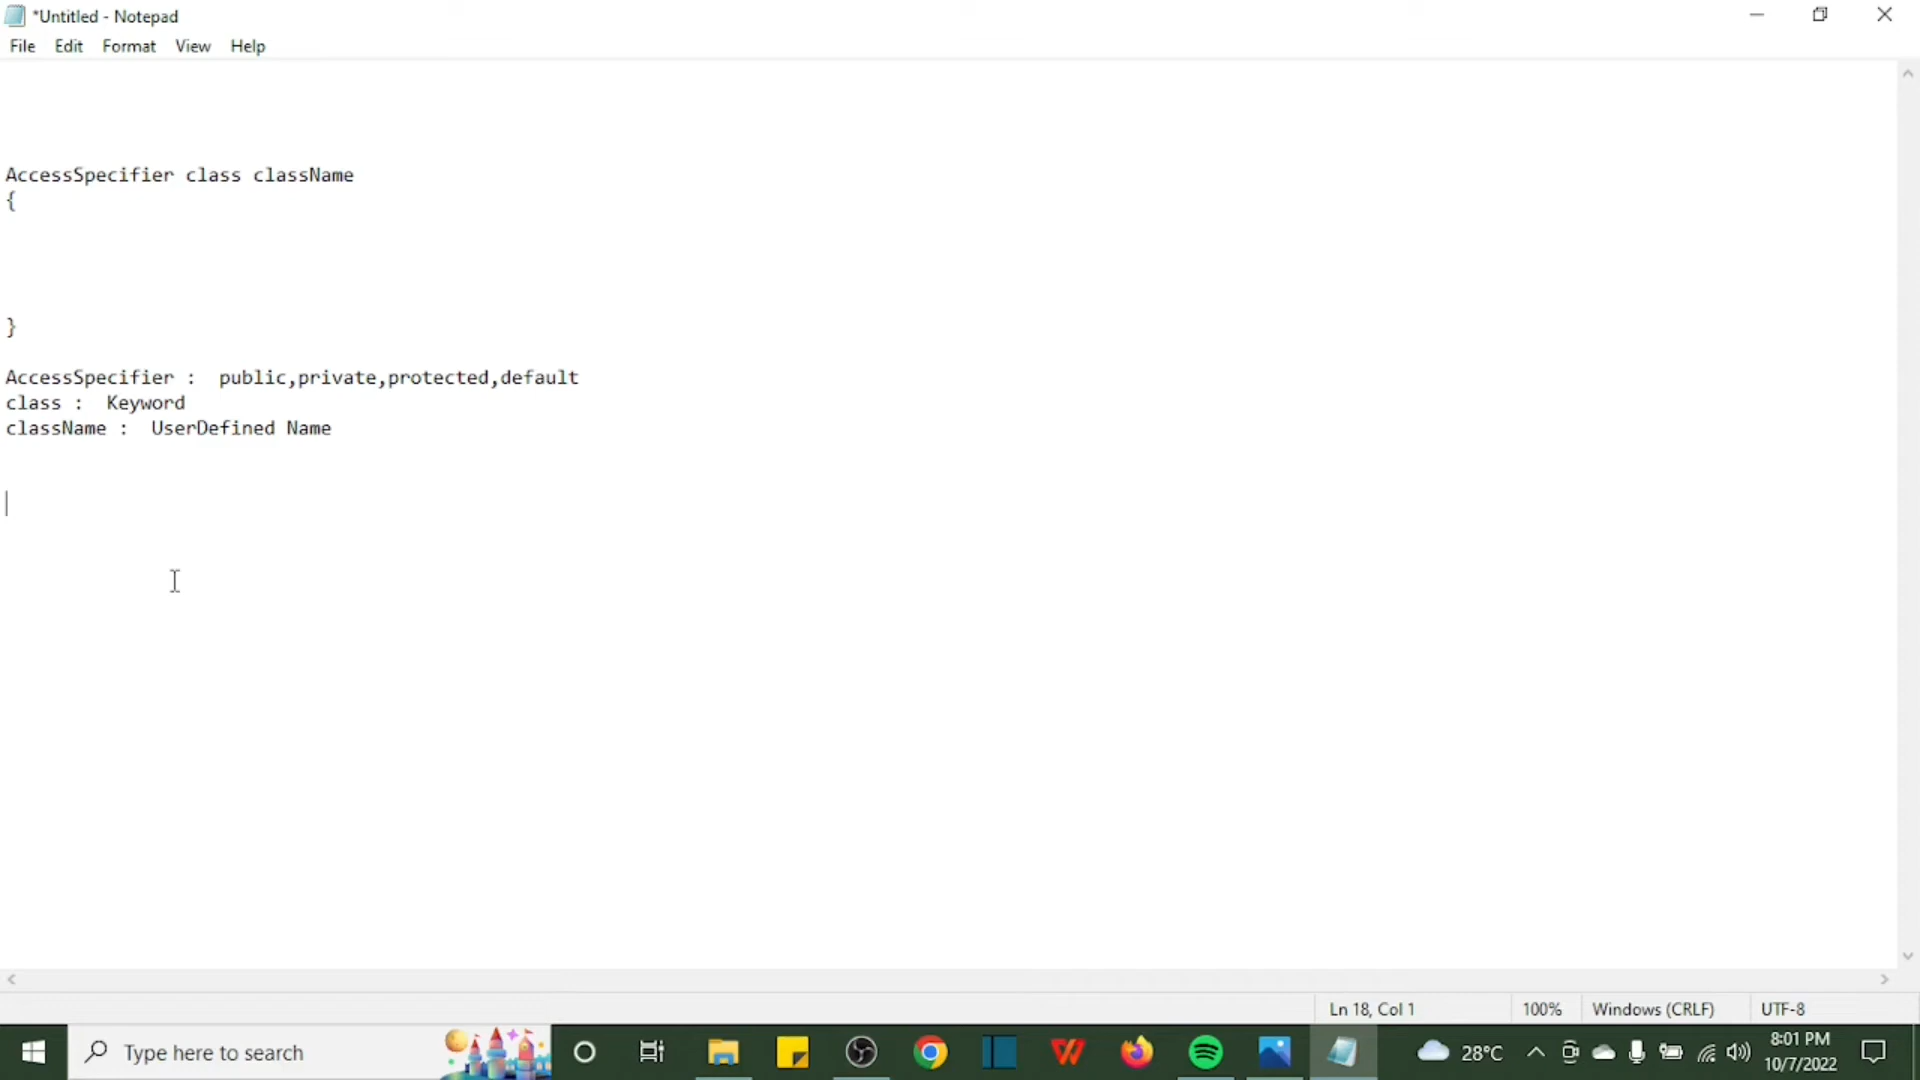 *Untitled - Notepad
File Edit Format View Help
AccessSpecifier class className
{
}
AccessSpecifier :  public,private,protected,default
class :  Keyword
className :  UserDefined Name
Ln 18, Col 1 100% Windows (CRLF) UTF-8
Type here to search
28°C
8:01 PM
10/7/2022